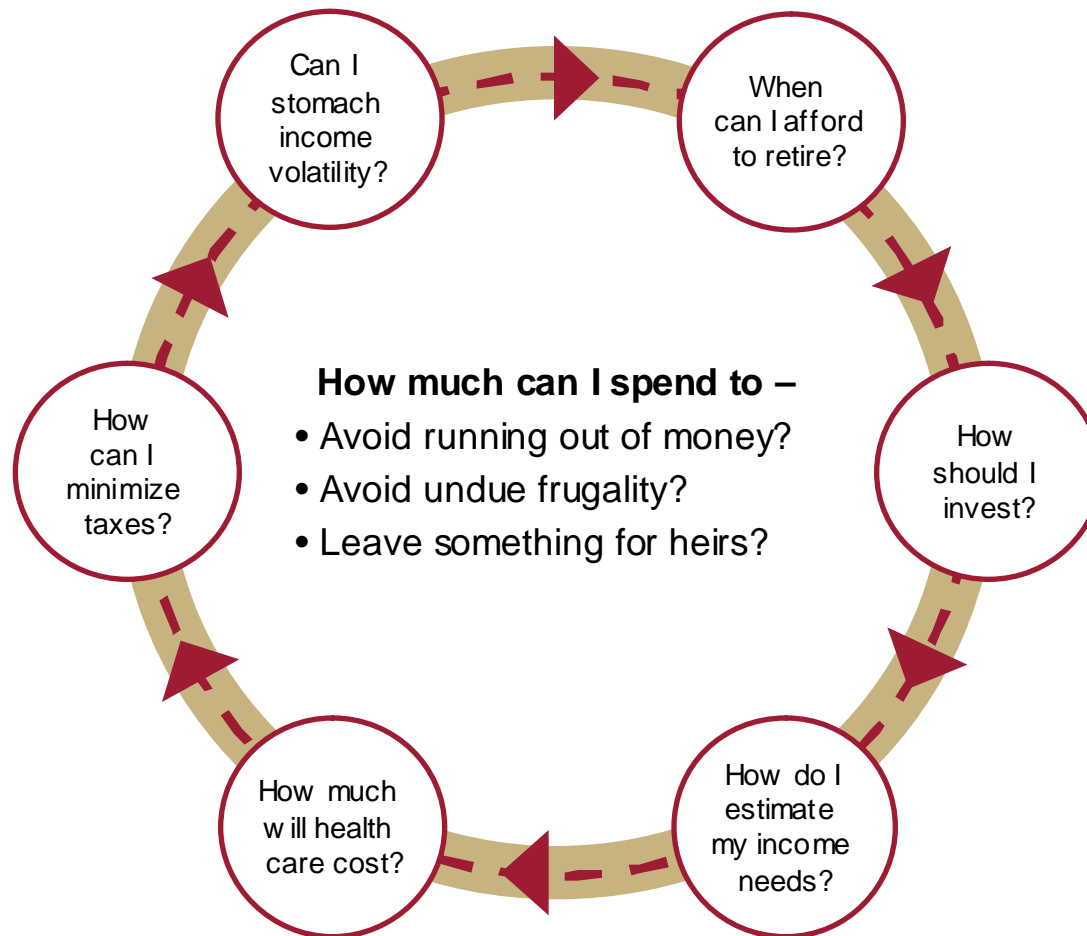 Can I
stomach
income
volatility?
When
can I afford
to retire?
How
should I
invest?
How do I
estimate
my income
needs?
How much
will health
care cost?
How
can I
minimize
taxes?
How much can I spend to –
• Avoid running out of money?
• Avoid undue frugality?
• Leave something for heirs?